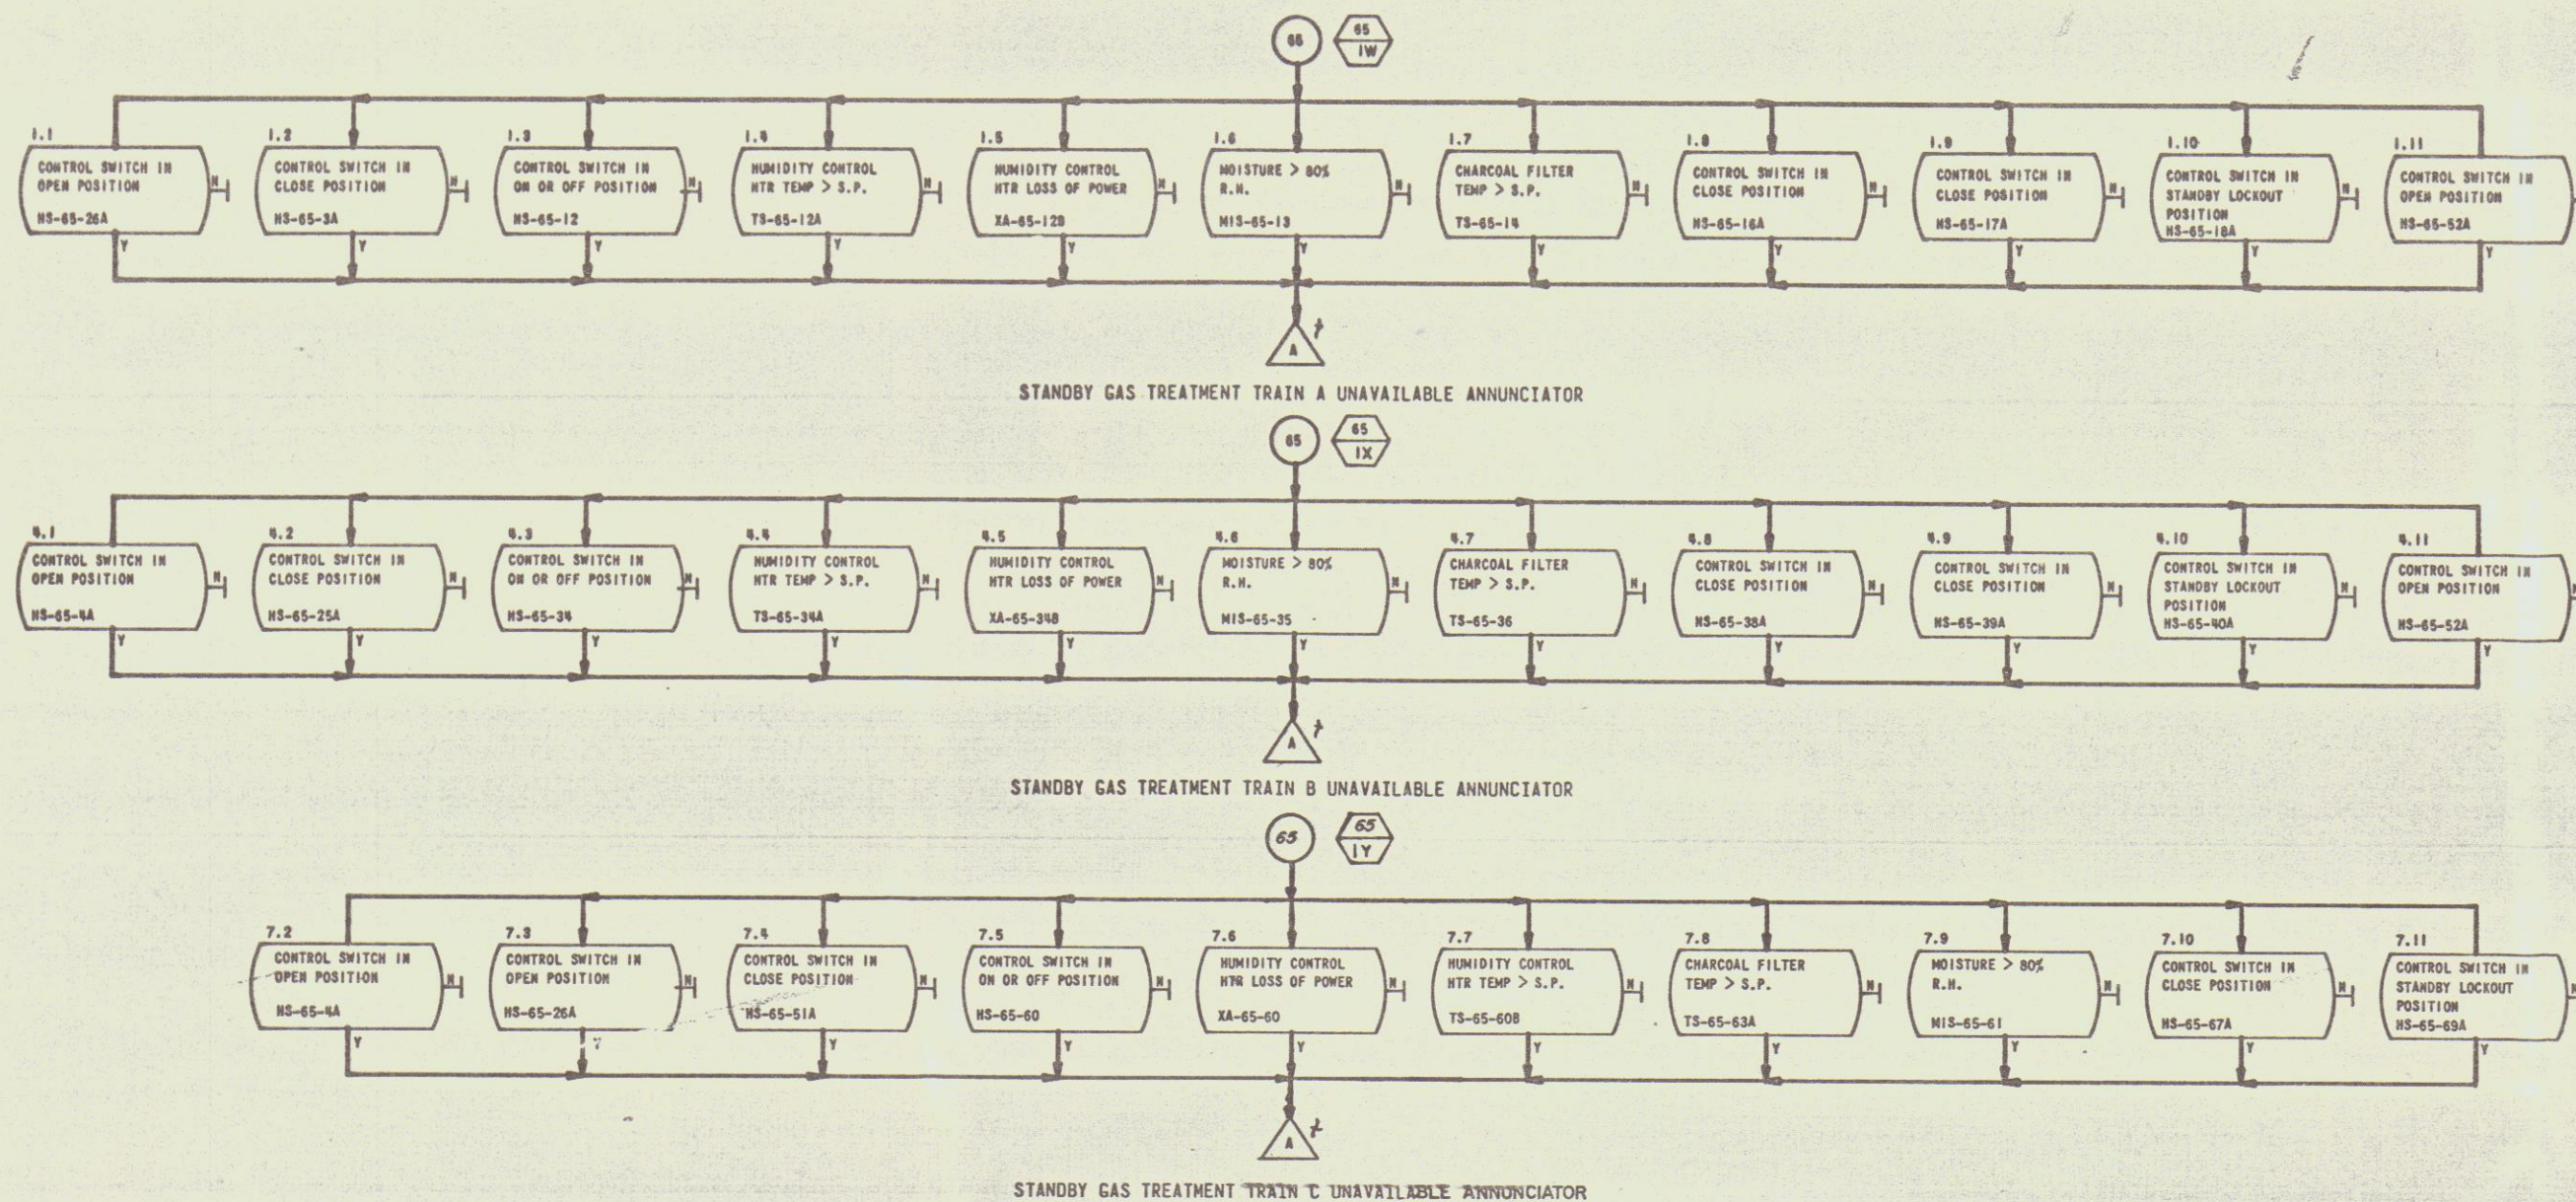 65
65
1W
1.1
CONTROL SWITCH IN
OPEN POSITION
HS-65-26A
N
Y
1.2
CONTROL SWITCH IN
CLOSE POSITION
HS-65-3A
N
Y
1.3
CONTROL SWITCH IN
ON OR OFF POSITION
HS-65-12
N
Y
1.4
HUMIDITY CONTROL
HTR TEMP > S.P.
TS-65-12A
N
Y
1.5
HUMIDITY CONTROL
HTR LOSS OF POWER
XA-65-12B
N
Y
1.6
MOISTURE > 80%
R.H.
MIS-65-13
N
Y
1.7
CHARCOAL FILTER
TEMP > S.P.
TS-65-14
N
Y
1.8
CONTROL SWITCH IN
CLOSE POSITION
HS-65-16A
N
Y
1.9
CONTROL SWITCH IN
CLOSE POSITION
HS-65-17A
N
Y
1.10
CONTROL SWITCH IN
STANDBY LOCKOUT
POSITION
HS-65-18A
N
Y
1.11
CONTROL SWITCH IN
OPEN POSITION
HS-65-52A
Y
A
STANDBY GAS TREATMENT TRAIN A UNAVAILABLE ANNUNCIATOR
65
65
1X
4.1
CONTROL SWITCH IN
OPEN POSITION
HS-65-4A
N
Y
4.2
CONTROL SWITCH IN
CLOSE POSITION
HS-65-25A
N
Y
4.3
CONTROL SWITCH IN
ON OR OFF POSITION
HS-65-34
N
Y
4.4
HUMIDITY CONTROL
HTR TEMP > S.P.
TS-65-34A
N
Y
4.5
HUMIDITY CONTROL
HTR LOSS OF POWER
XA-65-34B
N
Y
4.6
MOISTURE > 80%
R.H.
MIS-65-35
N
Y
4.7
CHARCOAL FILTER
TEMP > S.P.
TS-65-36
N
Y
4.8
CONTROL SWITCH IN
CLOSE POSITION
HS-65-38A
N
Y
4.9
CONTROL SWITCH IN
CLOSE POSITION
HS-65-39A
N
Y
4.10
CONTROL SWITCH IN
STANDBY LOCKOUT
POSITION
HS-65-40A
N
Y
4.11
CONTROL SWITCH IN
OPEN POSITION
HS-65-52A
N
Y
A
STANDBY GAS TREATMENT TRAIN B UNAVAILABLE ANNUNCIATOR
65
65
1Y
7.2
CONTROL SWITCH IN
OPEN POSITION
HS-65-4A
N
Y
7.3
CONTROL SWITCH IN
OPEN POSITION
HS-65-26A
N
Y
7.4
CONTROL SWITCH IN
CLOSE POSITION
HS-65-51A
N
Y
7.5
CONTROL SWITCH IN
ON OR OFF POSITION
HS-65-60
N
Y
7.6
HUMIDITY CONTROL
HTR LOSS OF POWER
XA-65-60
N
Y
7.7
HUMIDITY CONTROL
HTR TEMP > S.P.
TS-65-60B
N
Y
7.8
CHARCOAL FILTER
TEMP > S.P.
TS-65-63A
N
Y
7.9
MOISTURE > 80%
R.H.
MIS-65-61
N
Y
7.10
CONTROL SWITCH IN
CLOSE POSITION
HS-65-67A
N
Y
7.11
CONTROL SWITCH IN
STANDBY LOCKOUT
POSITION
HS-65-69A
N
Y
A
STANDBY GAS TREATMENT TRAIN C UNAVAILABLE ANNUNCIATOR